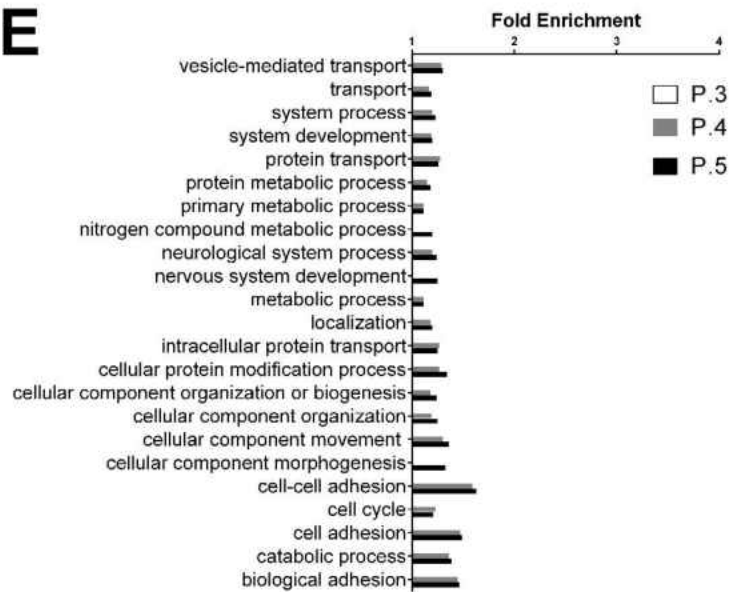 E
Fold Enrichment
1 2 3 4
vesicle-mediated transport
transport
system process
system development
protein transport
protein metabolic process
primary metabolic process
nitrogen compound metabolic process
neurological system process
nervous system development
metabolic process
localization
intracellular protein transport
cellular protein modification process
cellular component organization or biogenesis
cellular component organization
cellular component movement
cellular component morphogenesis
cell-cell adhesion
cell cycle
cell adhesion
catabolic process
biological adhesion
P.3
P.4
P.5